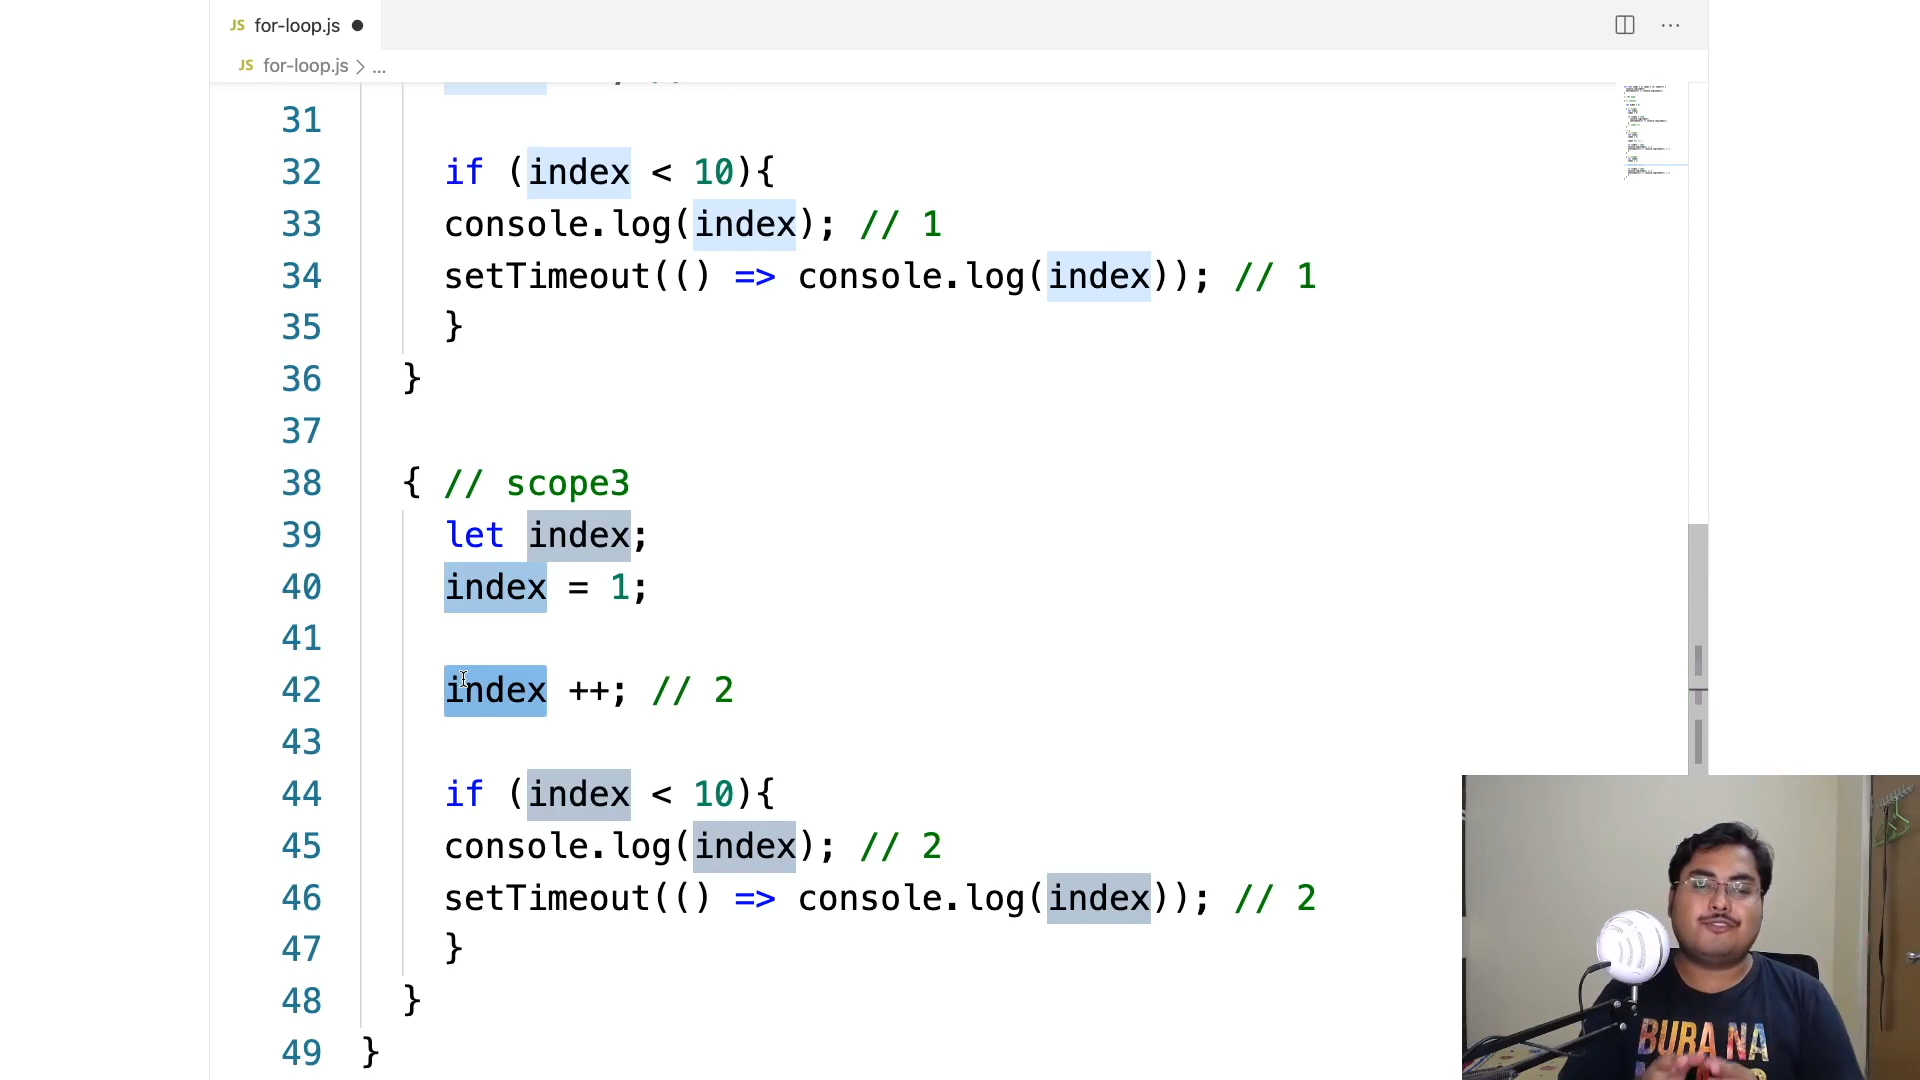 JS for-loop.js ●
JS for-loop.js > ...
31
32 if (index < 10){
33 console.log(index); // 1
34 setTimeout(() => console.log(index)); // 1
35 }
36 }
37
38 { // scope3
39 let index;
40 index = 1;
41
42 index ++; // 2
43
44 if (index < 10){
45 console.log(index); // 2
46 setTimeout(() => console.log(index)); // 2
47 }
48 }
49 }
BURA NA